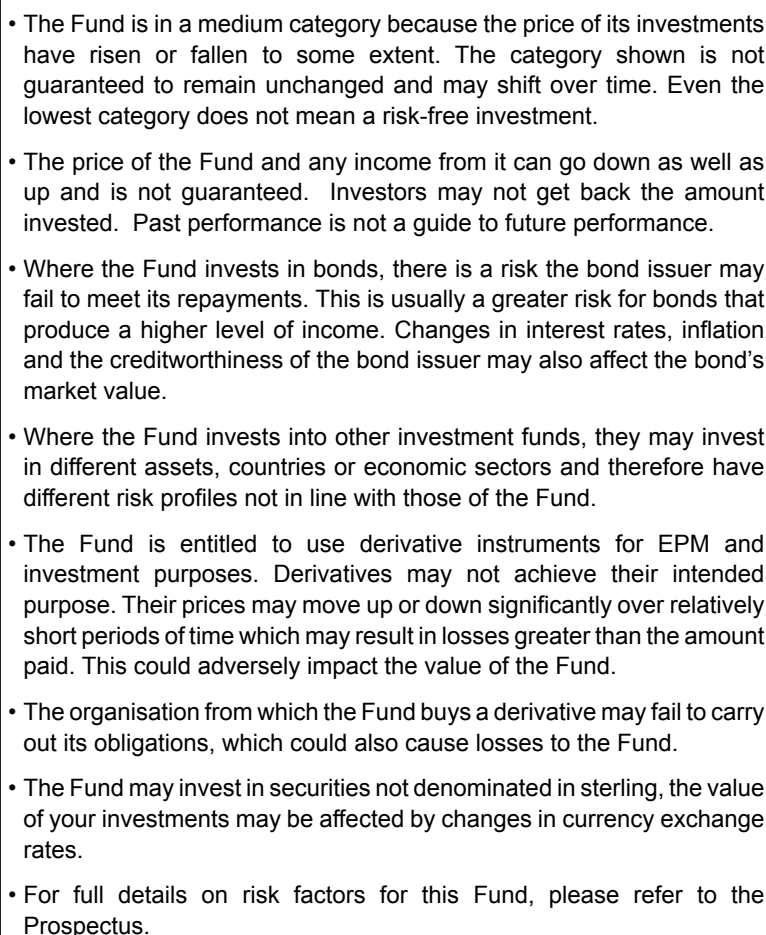 • The Fund is in a medium category because the price of its investments
have risen or fallen to some extent. The category shown is not
guaranteed to remain unchanged and may shift over time. Even the
lowest category does not mean a risk-free investment.
• The price of the Fund and any income from it can go down as well as
up and is not guaranteed.  Investors may not get back the amount
invested.  Past performance is not a guide to future performance.
• Where the Fund invests in bonds, there is a risk the bond issuer may
fail to meet its repayments. This is usually a greater risk for bonds that
produce a higher level of income. Changes in interest rates, inflation
and the creditworthiness of the bond issuer may also affect the bond’s
market value.
• Where the Fund invests into other investment funds, they may invest
in different assets, countries or economic sectors and therefore have
different risk profiles not in line with those of the Fund.
• The Fund is entitled to use derivative instruments for EPM and
investment purposes. Derivatives may not achieve their intended
purpose. Their prices may move up or down significantly over relatively
short periods of time which may result in losses greater than the amount
paid. This could adversely impact the value of the Fund.
• The organisation from which the Fund buys a derivative may fail to carry
out its obligations, which could also cause losses to the Fund.
• The Fund may invest in securities not denominated in sterling, the value
of your investments may be affected by changes in currency exchange
rates.
• For full details on risk factors for this Fund, please refer to the
Prospectus.